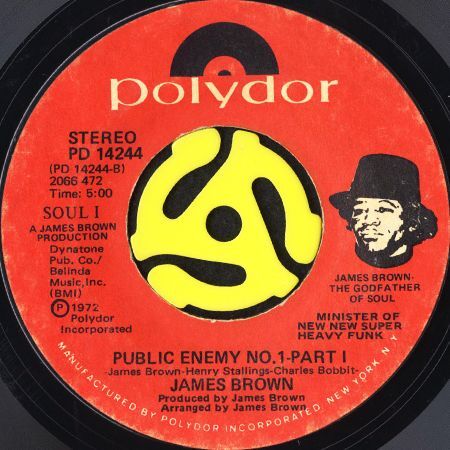 polydor
STEREO
PD 14244
(PD 14244-B)
2066 472
Time: 5:00
SOUL I
A JAMES BROWN
PRODUCTION
Dynatone
Pub. Co./
Belinda
Music, Inc.
(BMI)
Ⓟ 1972
Polydor
Incorporated
JAMES BROWN-
THE GODFATHER
OF SOUL
MINISTER OF
NEW NEW SUPER
HEAVY FUNK
PUBLIC ENEMY NO.1-PART I
-James Brown-Henry Stallings-Charles Bobbit-
JAMES BROWN
Produced by James Brown
Arranged by James Brown
MANUFACTURED BY POLYDOR INCORPORATED, NEW YORK, N.Y.